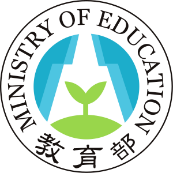 MINISTRY OF EDUCATION
教育部